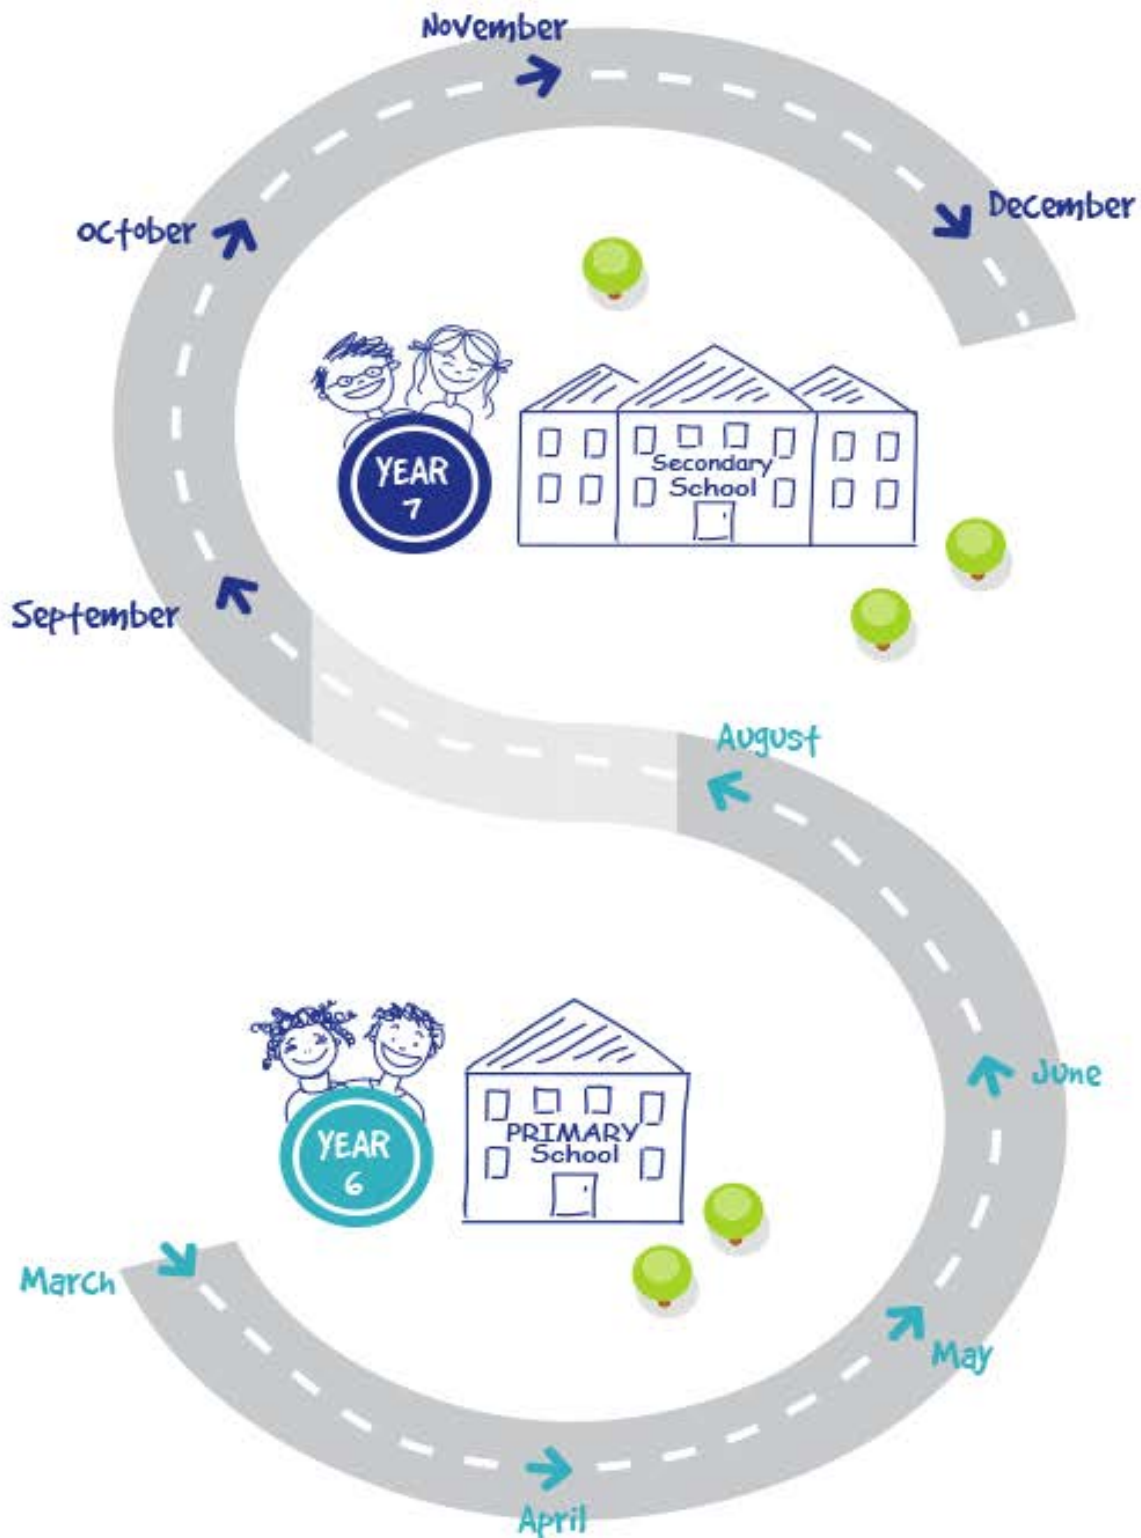 November
December
October
YEAR
7
Secondary
School
September
August
June
YEAR
6
PRIMARY
School
March
May
April